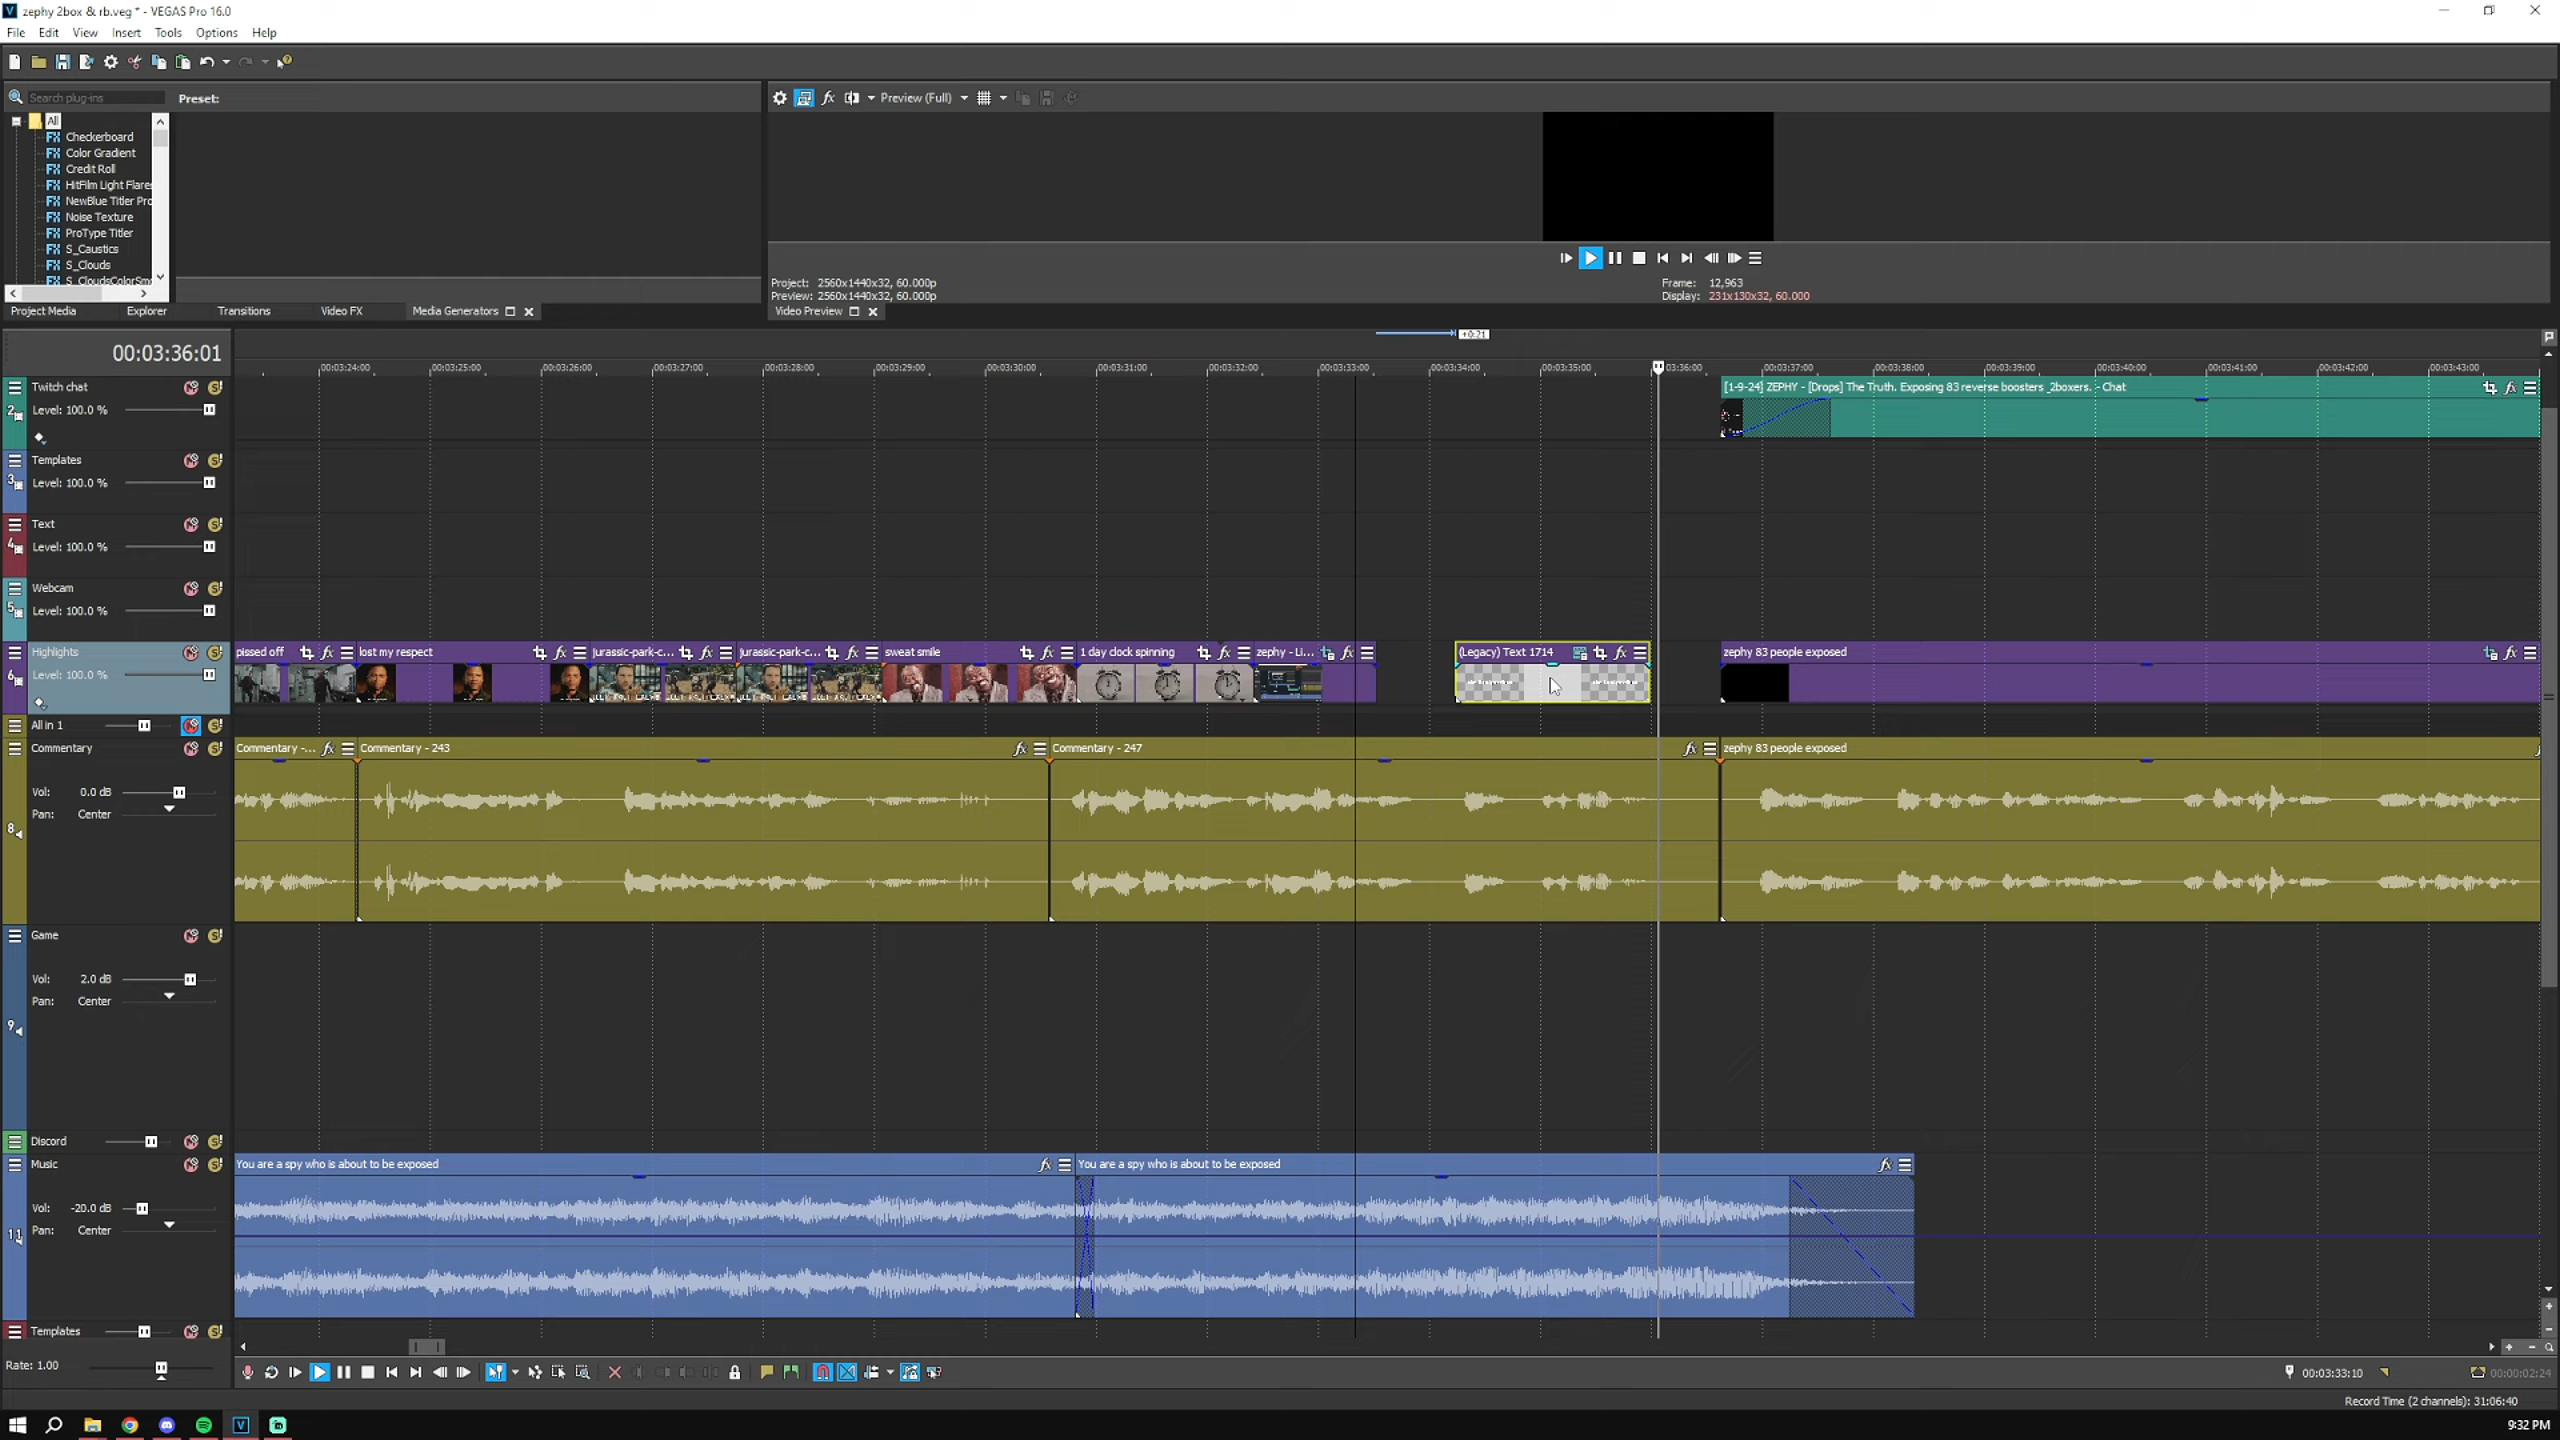 zephy 2box & rb.veg * - VEGAS Pro 16.0
File Edit View Insert Tools Options Help
Search plug-ins
Preset:
Preview (Full)
All
Checkerboard
Color Gradient
Credit Roll
HitFilm Light Flares
NewBlue Titler Pro
Noise Texture
ProType Titler
S_Caustics
S_Clouds
S_CloudsColorSm
Project: 2560x1440x32, 60.000p
Preview: 2560x1440x32, 60.000p
Frame: 12,963
Display: 231x130x32, 60.000
Project Media Explorer Transitions Video FX Media Generators
Video Preview
+0:21
00:03:36:01
00:03:24:00 00:03:25:00 00:03:26:00 00:03:27:00 00:03:28:00 00:03:29:00 00:03:30:00 00:03:31:00 00:03:32:00 00:03:33:00 00:03:34:00 00:03:35:00 03:36:00 00:03:37:00 00:03:38:00 00:03:39:00 00:03:40:00 00:03:41:00 00:03:42:00 00:03:43:00
Twitch chat
[1-9-24] ZEPHY - [Drops] The Truth. Exposing 83 reverse boosters _2boxers. - Chat
2 Level: 100.0 %
Templates
3 Level: 100.0 %
Text
4 Level: 100.0 %
Webcam
5 Level: 100.0 %
Highlights
6 Level: 100.0 %
pissed off lost my respect jurassic-park-c... jurassic-park-c... sweat smile 1 day clock spinning zephy - Li... (Legacy) Text 1714 zephy 83 people exposed
All in 1
Commentary
Commentary -... Commentary - 243 Commentary - 247 zephy 83 people exposed
Vol: 0.0 dB
Pan: Center
8
Game
Vol: 2.0 dB
Pan: Center
9
Discord
Music
You are a spy who is about to be exposed You are a spy who is about to be exposed
Vol: -20.0 dB
Pan: Center
11
Templates
Rate: 1.00
00:03:33:10
00:00:02:24
Record Time (2 channels): 31:06:40
9:32 PM